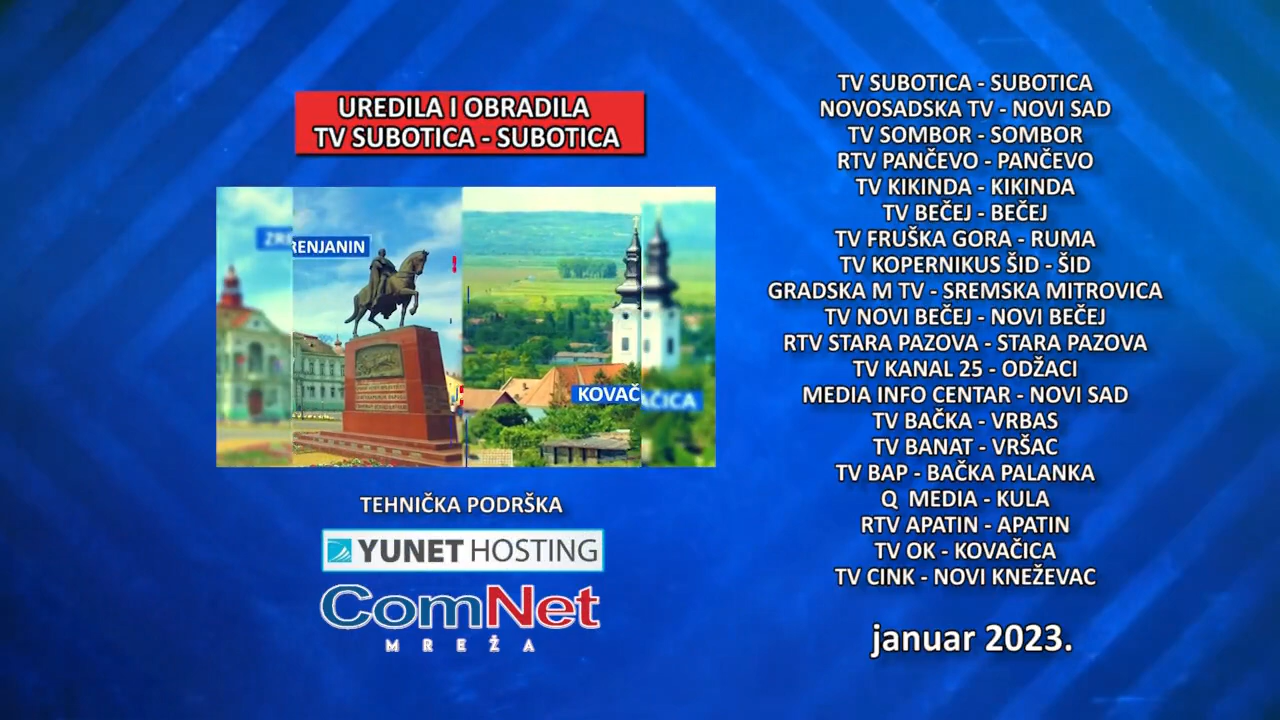 UREDILA I OBRADILA
TV SUBOTICA - SUBOTICA
RENJANIN
KOVAČ
AČICA
TEHNIČKA PODRŠKA
YUNET HOSTING
ComNet
MREŽA
TV SUBOTICA - SUBOTICA
NOVOSADSKA TV - NOVI SAD
TV SOMBOR - SOMBOR
RTV PANČEVO - PANČEVO
TV KIKINDA - KIKINDA
TV BEČEJ - BEČEJ
TV FRUŠKA GORA - RUMA
TV KOPERNIKUS ŠID - ŠID
GRADSKA M TV - SREMSKA MITROVICA
TV NOVI BEČEJ - NOVI BEČEJ
RTV STARA PAZOVA - STARA PAZOVA
TV KANAL 25 - ODŽACI
MEDIA INFO CENTAR - NOVI SAD
TV BAČKA - VRBAS
TV BANAT - VRŠAC
TV BAP - BAČKA PALANKA
Q MEDIA - KULA
RTV APATIN - APATIN
TV OK - KOVAČICA
TV CINK - NOVI KNEŽEVAC
januar 2023.